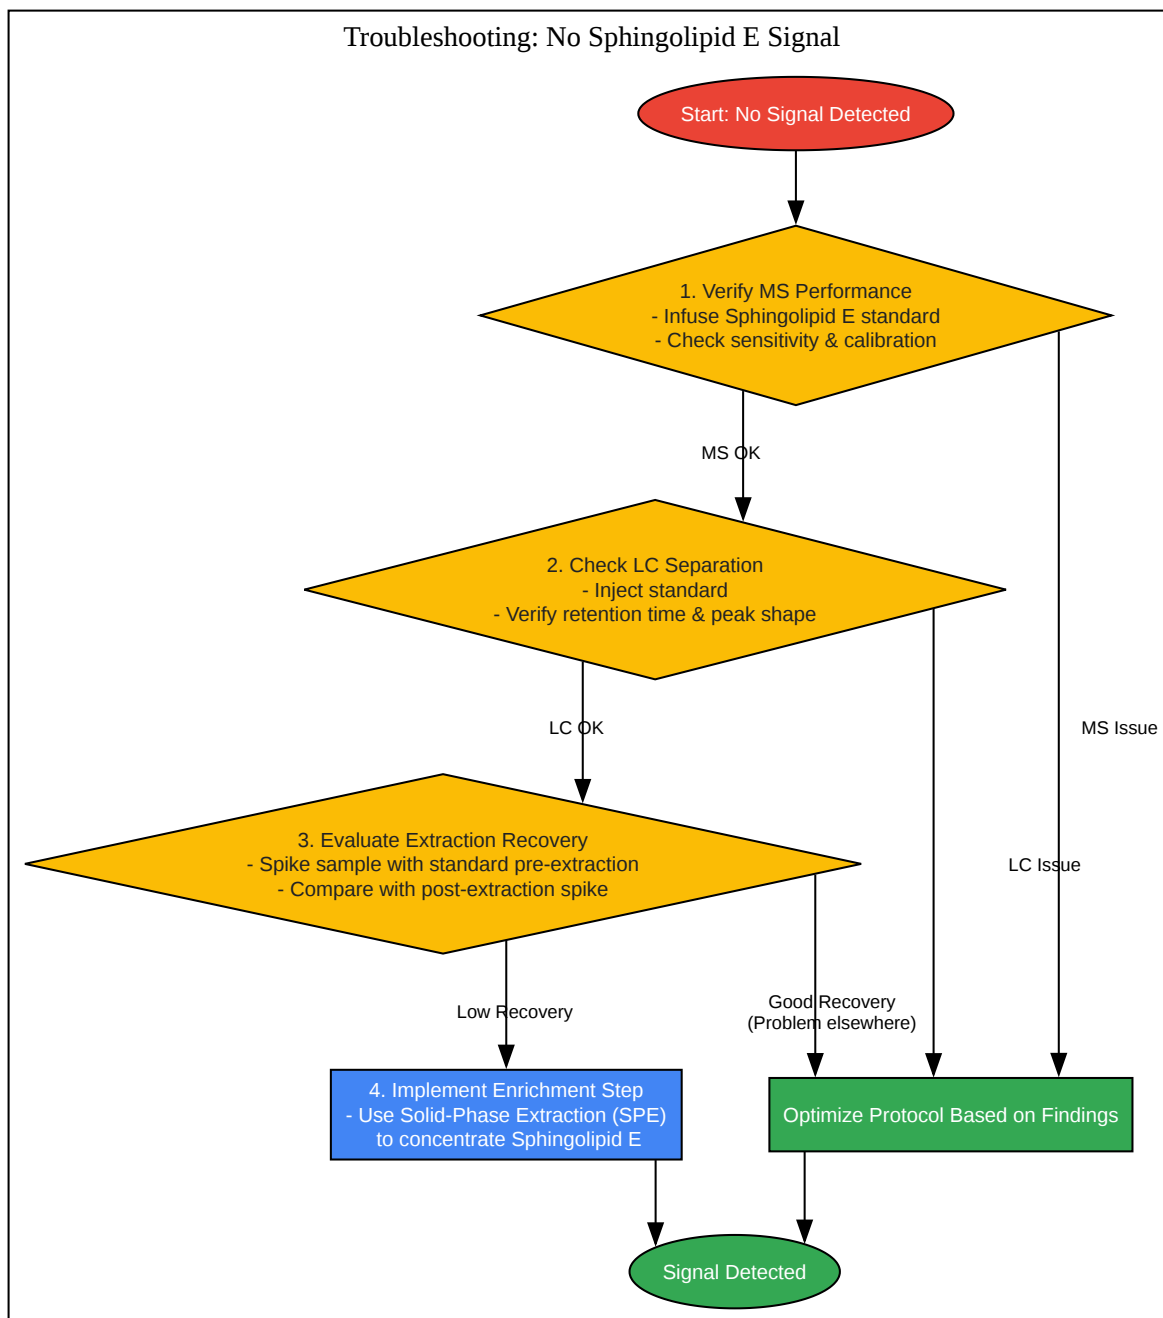 Troubleshooting: No Sphingolipid E Signal
Start: No Signal Detected
1. Verify MS Performance
- Infuse Sphingolipid E standard
- Check sensitivity & calibration
MS OK
2. Check LC Separation
- Inject standard
- Verify retention time & peak shape
LC OK
MS Issue
3. Evaluate Extraction Recovery
- Spike sample with standard pre-extraction
- Compare with post-extraction spike
LC Issue
Low Recovery
Good Recovery
(Problem elsewhere)
4. Implement Enrichment Step
- Use Solid-Phase Extraction (SPE)
to concentrate Sphingolipid E
Optimize Protocol Based on Findings
Signal Detected